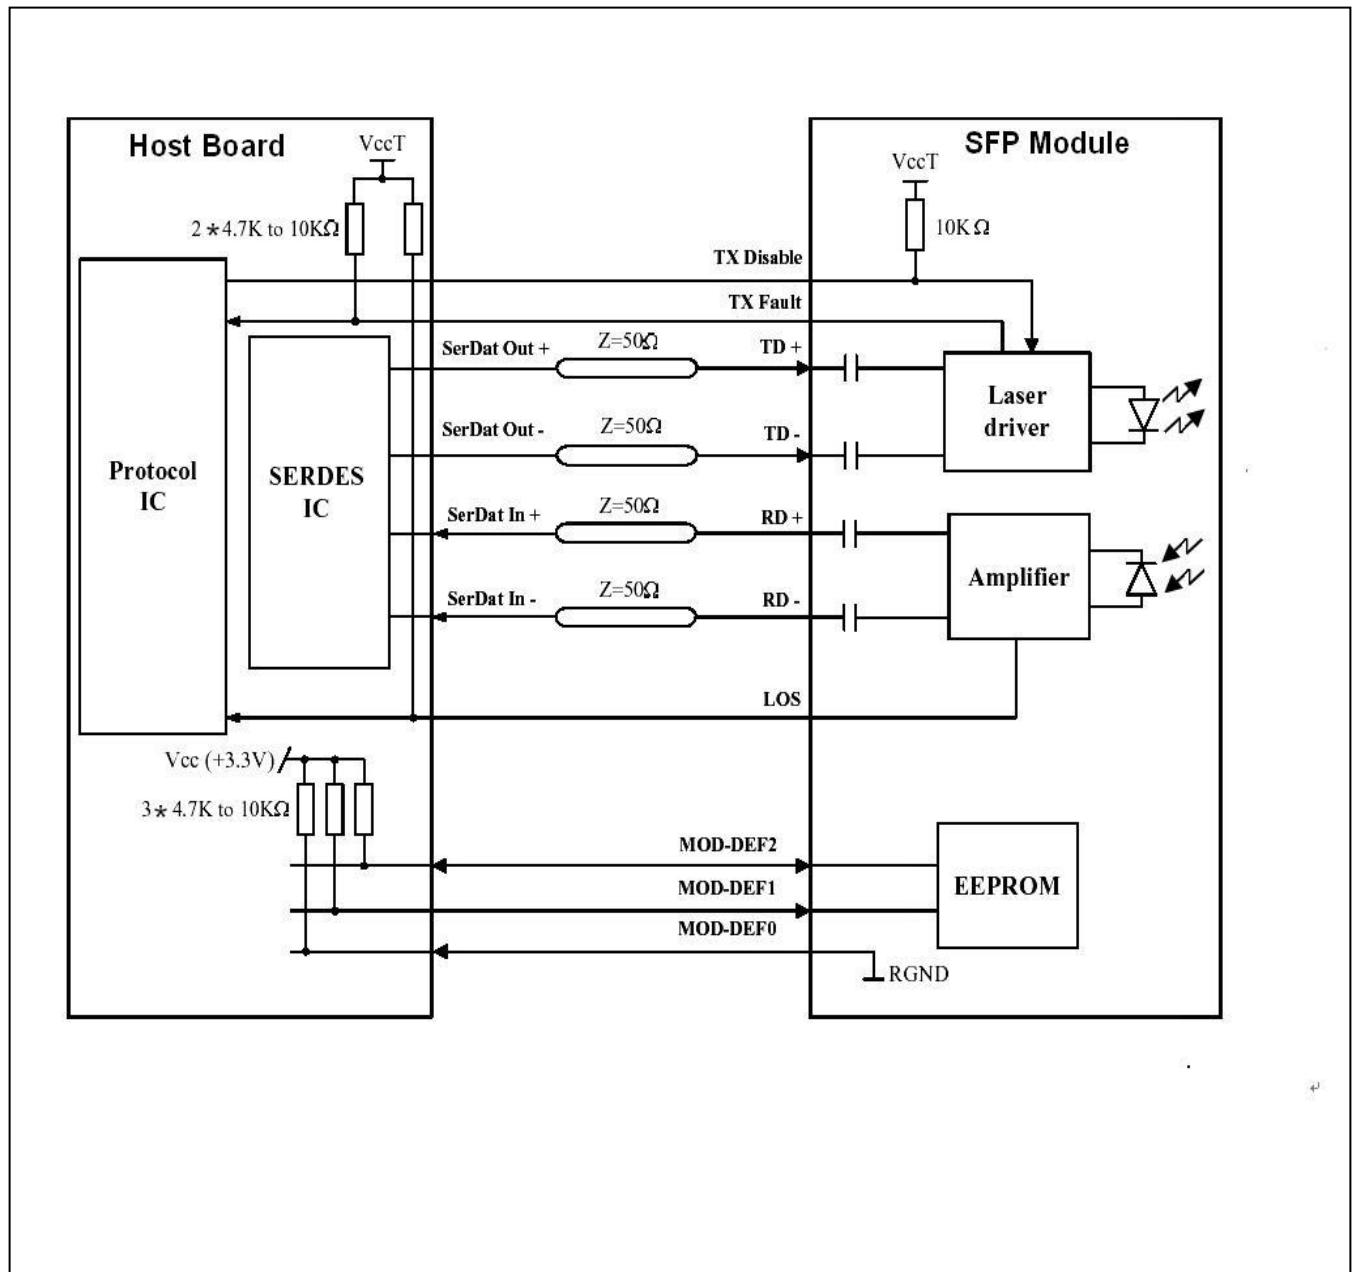 Host Board
VccT
2*4.7K to 10KΩ
SFP Module
VccT
10KΩ
TX Disable
TX Fault
SerDat Out +
Z=50Ω
TD +
SerDat Out -
Z=50Ω
TD -
Laser
driver
Protocol
IC
SERDES
IC
SerDat In +
Z=50Ω
RD +
SerDat In -
Z=50Ω
RD -
Amplifier
LOS
Vcc (+3.3V)
3*4.7K to 10KΩ
MOD-DEF2
MOD-DEF1
MOD-DEF0
EEPROM
RGND